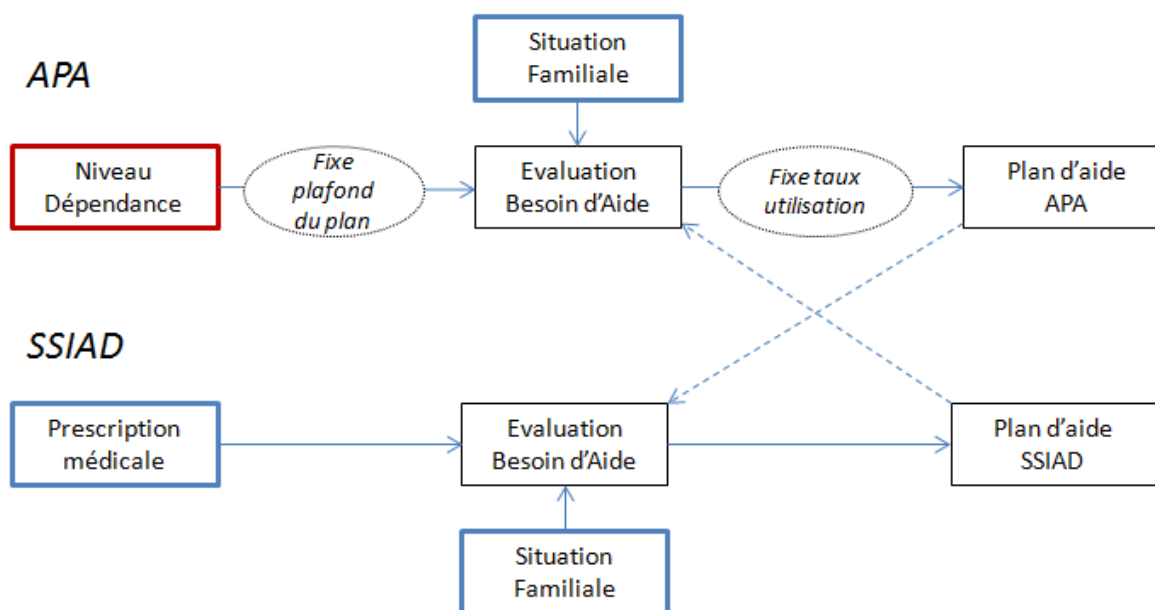 APA
Situation
Familiale
Niveau
Dépendance
Fixe
plafond
du plan
Evaluation
Besoin d'Aide
Fixe taux
utilisation
Plan d'aide
APA
SSIAD
Prescription
médicale
Evaluation
Besoin d'Aide
Plan d'aide
SSIAD
Situation
Familiale